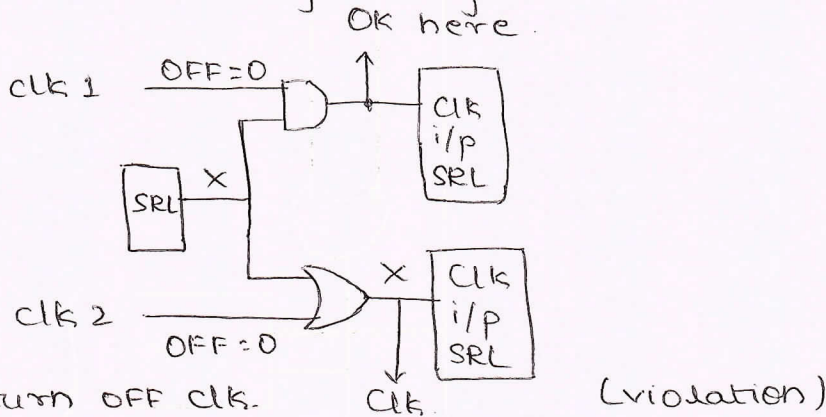 OK here.
Clk 1
OFF=0
Clk
i/p
SRL
SRL
X
X
Clk
i/p
SRL
Clk 2
OFF=0
urn OFF Clk.
Clk.
(violation)